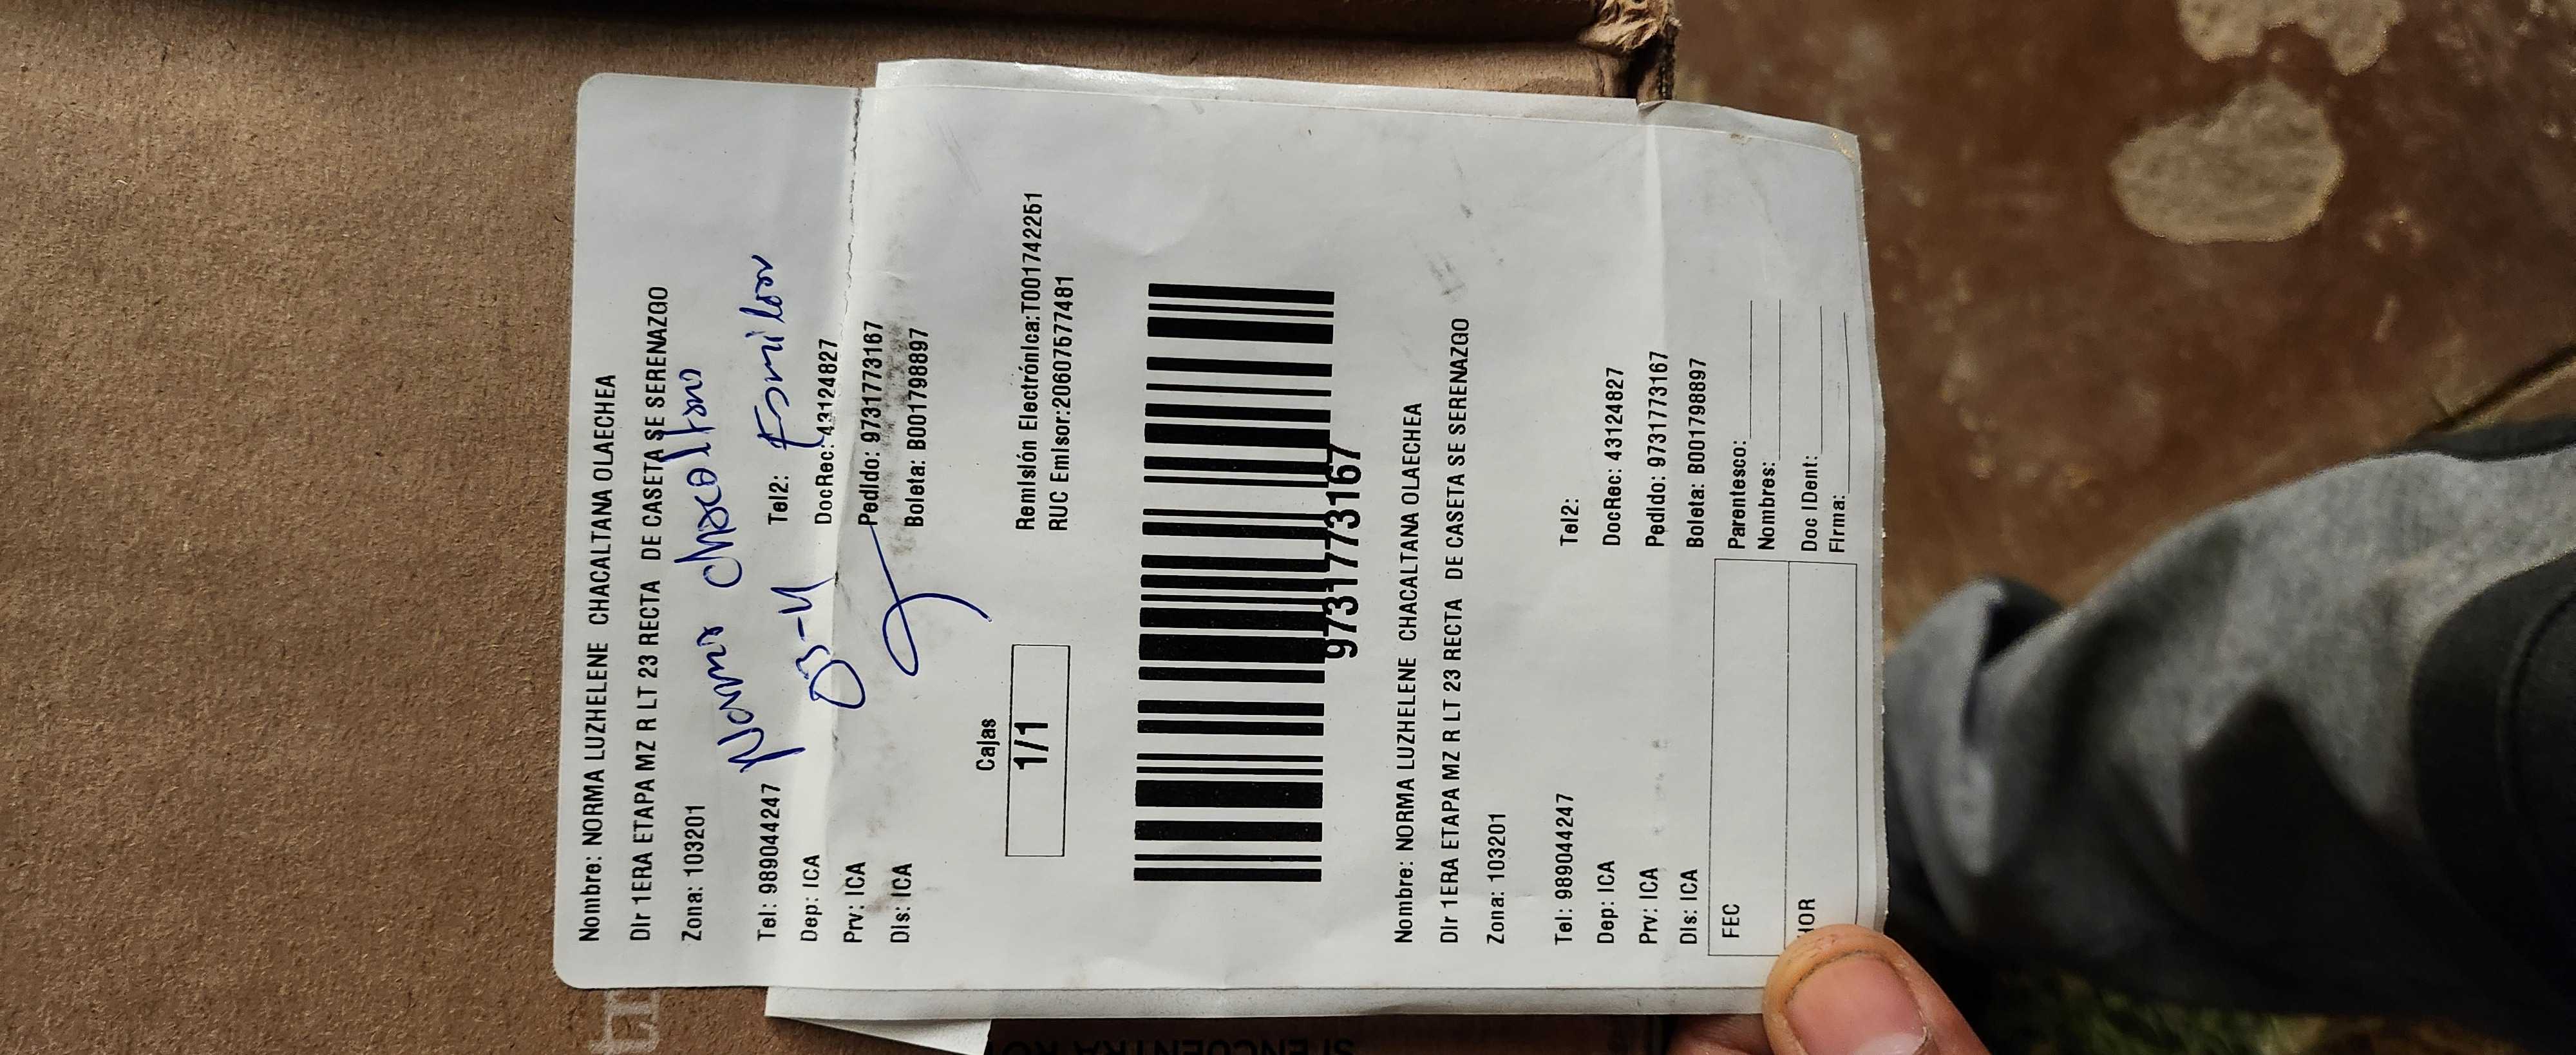 Nombre: NORMA LUZHELENE CHACALTANA OLAECHEA
Dir 1ERA ETAPA MZ R LT 23 RECTA DE CASETA SE SERENAZGO
Zona: 103201
Norma chacaltana
Tel: 989044247 Tel2:
Familiar
Dep: ICA DocRec: 43124827
Prv: ICA Pedido: 9731773167
Dis: ICA Boleta: B001798897
Cajas
1/1
Remisión Electrónica:T001742251
RUC Emisor:20607577481
9731773167
Nombre: NORMA LUZHELENE CHACALTANA OLAECHEA
Dir 1ERA ETAPA MZ R LT 23 RECTA DE CASETA SE SERENAZGO
Zona: 103201
Tel: 989044247 Tel2:
Dep: ICA DocRec: 43124827
Prv: ICA Pedido: 9731773167
Dis: ICA Boleta: B001798897
FEC
HOR
Parentesco:
Nombres:
Doc IDent:
Firma:
SI ENCUENTRA RO